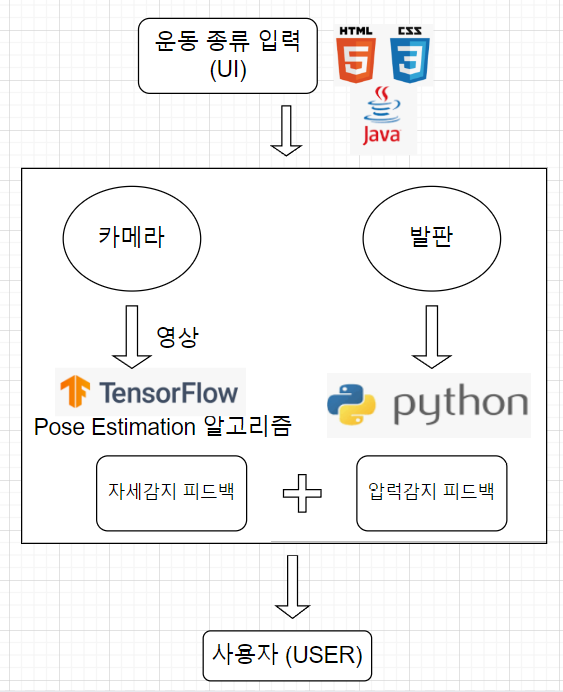 운동 종류 입력
(UI)
HTML
5
CSS
3
Java
카메라
발판
영상
TensorFlow
python
Pose Estimation 알고리즘
자세감지 피드백
압력감지 피드백
사용자 (USER)